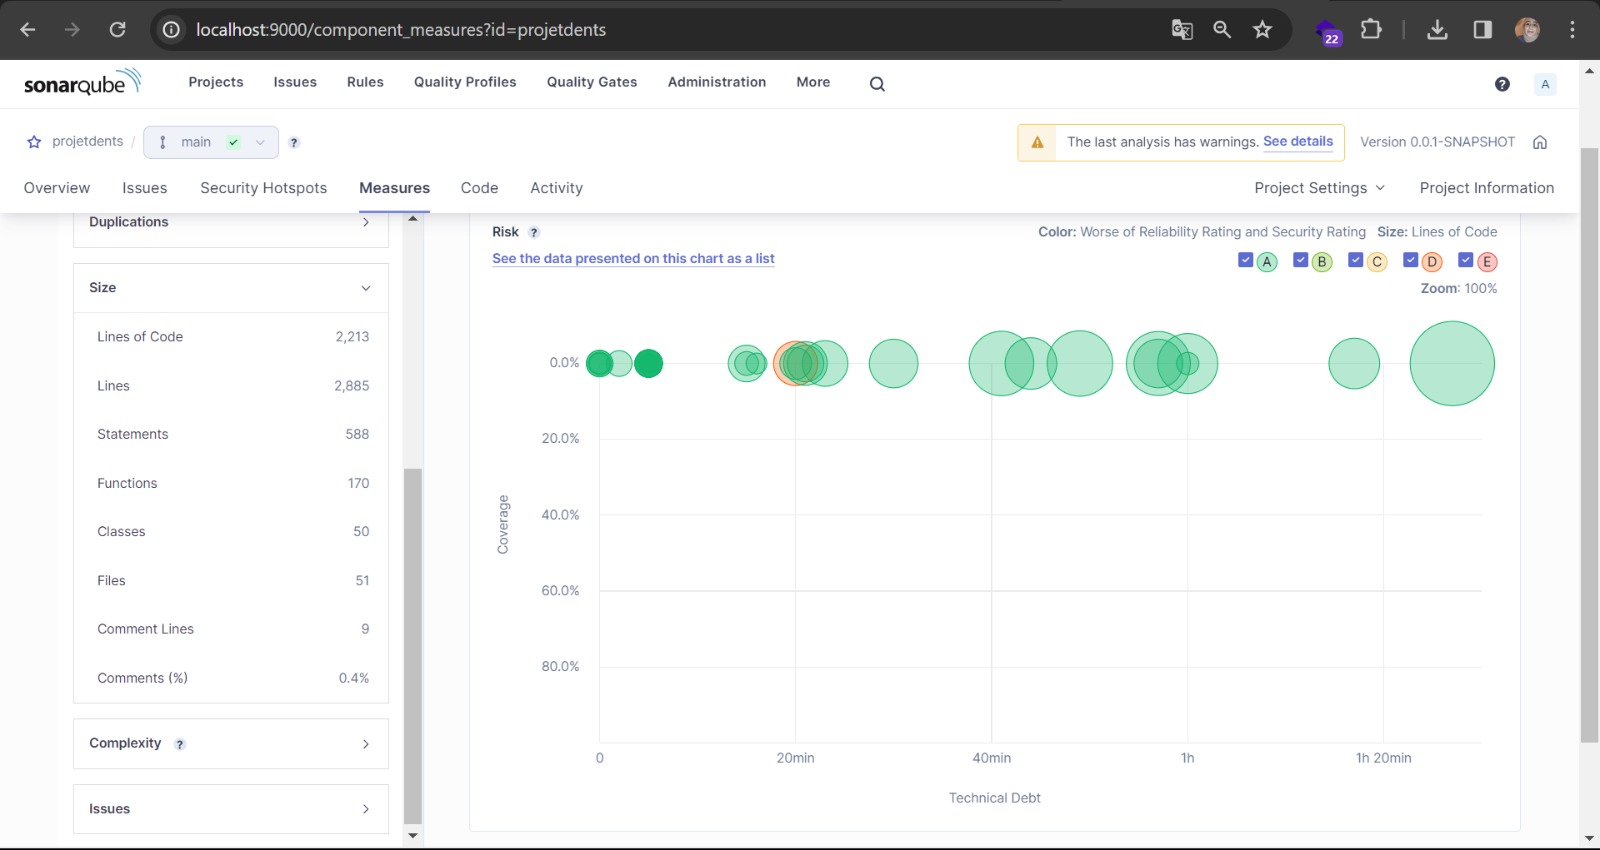 localhost:9000/component_measures?id=projetdents
22
sonarqube
Projects Issues Rules Quality Profiles Quality Gates Administration More
? A
projetdents / main ?
The last analysis has warnings. See details
Version 0.0.1-SNAPSHOT
Overview Issues Security Hotspots Measures Code Activity
Project Settings Project Information
Duplications
Size
Lines of Code 2,213
Lines 2,885
Statements 588
Functions 170
Classes 50
Files 51
Comment Lines 9
Comments (%) 0.4%
Complexity ?
Issues
Risk ?
Color: Worse of Reliability Rating and Security Rating Size: Lines of Code
See the data presented on this chart as a list
A B C D E
Zoom: 100%
0.0%
20.0%
40.0%
60.0%
80.0%
Coverage
0 20min 40min 1h 1h 20min
Technical Debt